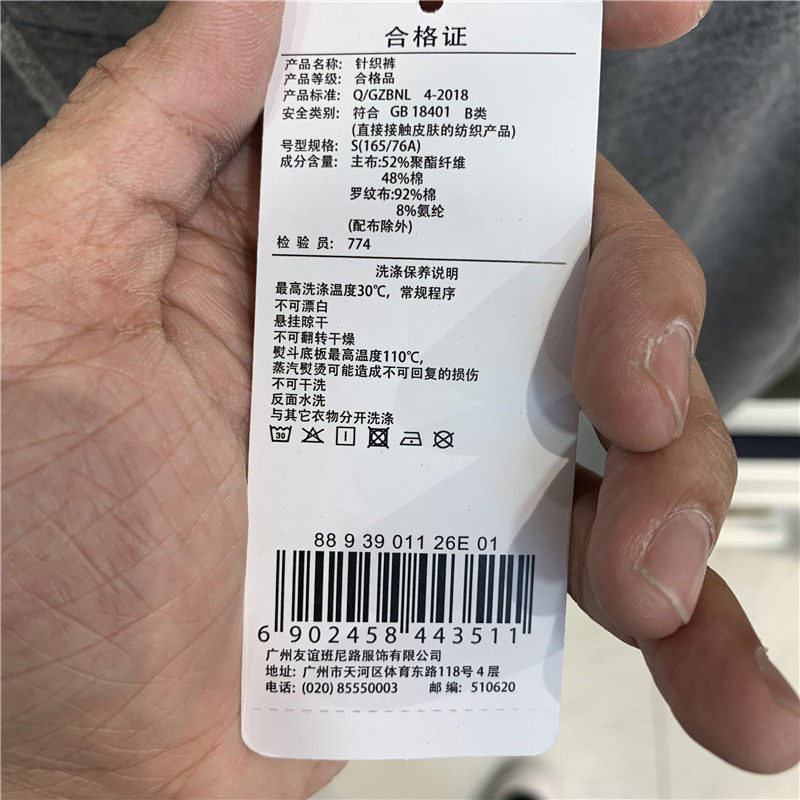 合格证
产品名称: 针织裤
产品等级: 合格品
产品标准: Q/GZBNL 4-2018
安全类别: 符合 GB 18401 B类
(直接接触皮肤的纺织产品)
号型规格: S(165/76A)
成分含量: 主布:52%聚酯纤维
48%棉
罗纹布:92%棉
8%氨纶
(配布除外)
检 验 员: 774
洗涤保养说明
最高洗涤温度30℃，常规程序
不可漂白
悬挂晾干
不可翻转干燥
熨斗底板最高温度110℃，
蒸汽熨烫可能造成不可回复的损伤
不可干洗
反面水洗
与其它衣物分开洗涤
30
88 9 39 011 26E 01
6 902458 443511
广州友谊班尼路服饰有限公司
地址: 广州市天河区体育东路118号4层
电话: (020) 85550003 邮 编: 510620